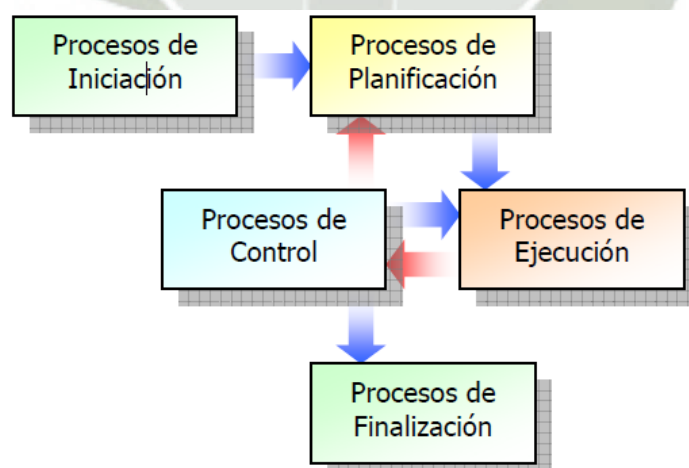 Procesos de
Iniciación
Procesos de
Planificación
Procesos de
Control
Procesos de
Ejecución
Procesos de
Finalización